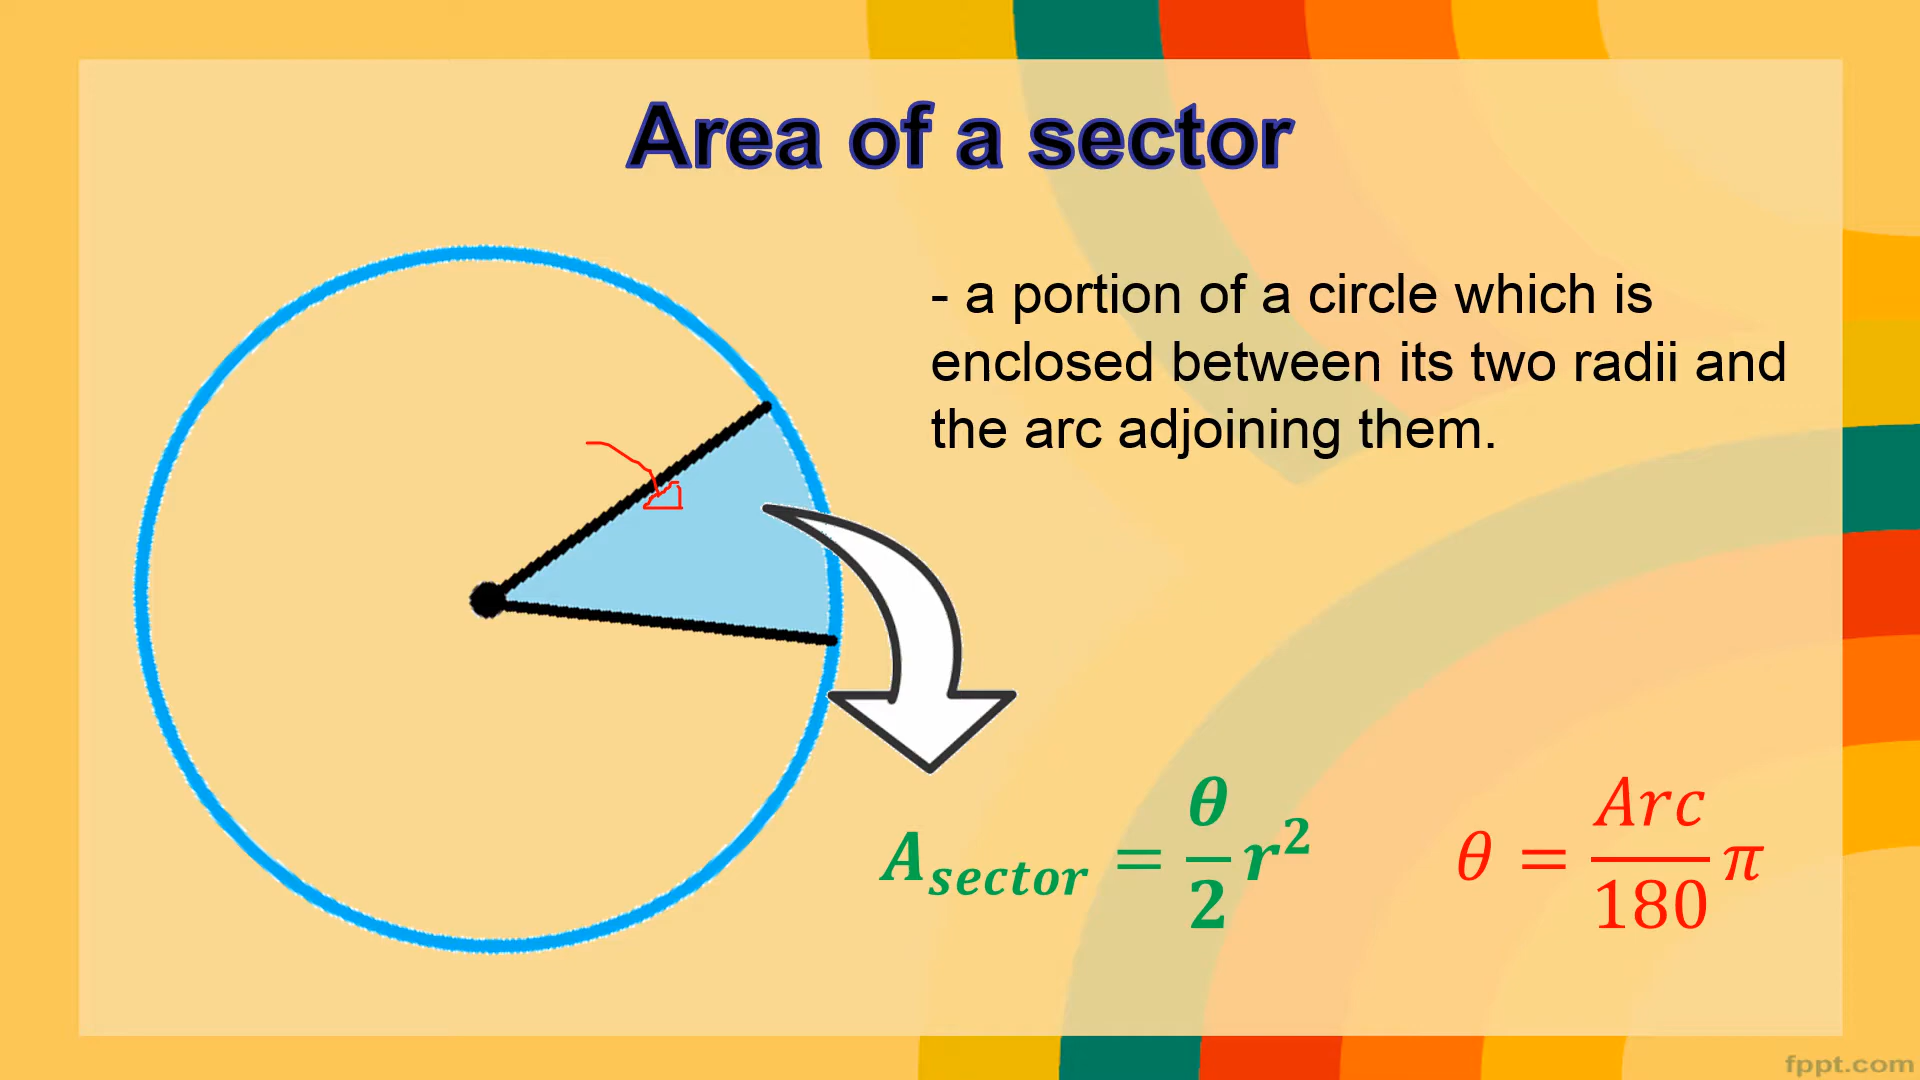 Area of a sector
- a portion of a circle which is
enclosed between its two radii and
the arc adjoining them.
A_sector = θ/2 r²
θ = Arc/180 π
fppt.com